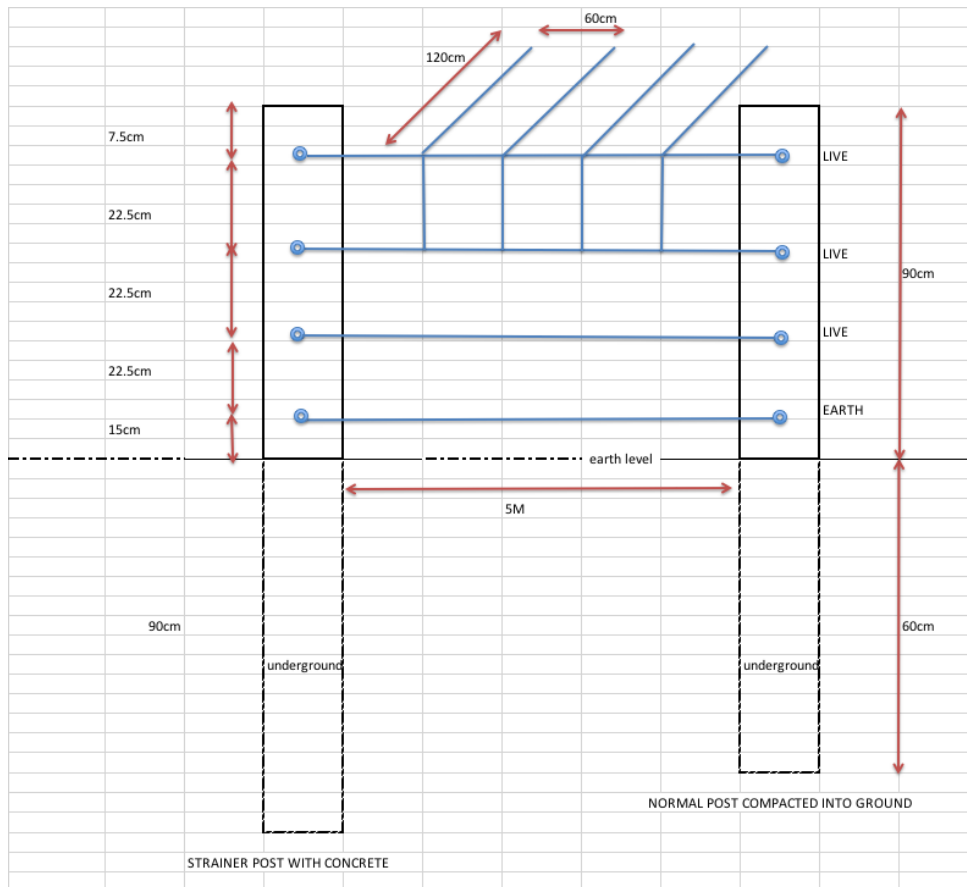 60cm
120cm
7.5cm
LIVE
22.5cm
LIVE
90cm
22.5cm
LIVE
22.5cm
EARTH
15cm
earth level
5M
90cm
60cm
underground
underground
NORMAL POST COMPACTED INTO GROUND
STRAINER POST WITH CONCRETE